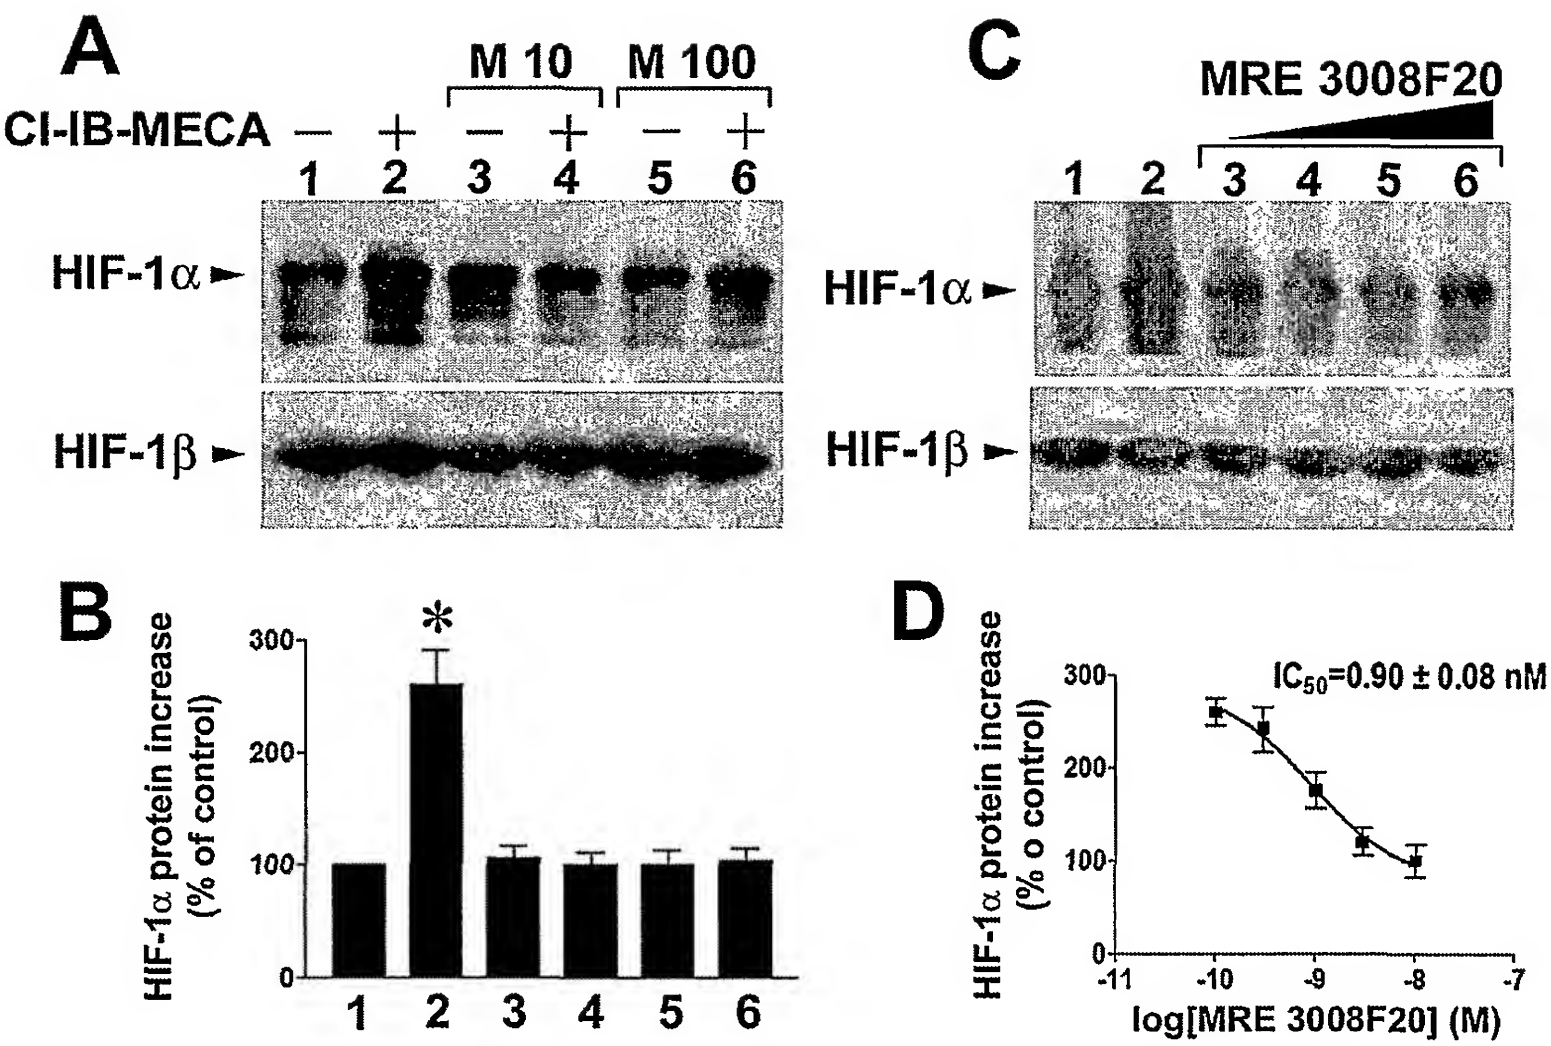 A
M 10 M 100
CI-IB-MECA − + − + − +
1 2 3 4 5 6
HIF-1α
HIF-1β
C
MRE 3008F20
1 2 3 4 5 6
HIF-1α
HIF-1β
B
HIF-1α protein increase
(% of control)
300
200
100
0
*
1 2 3 4 5 6
D
HIF-1α protein increase
(% o control)
IC50=0.90 ± 0.08 nM
300
200
100
0
-11 -10 -9 -8 -7
log[MRE 3008F20] (M)